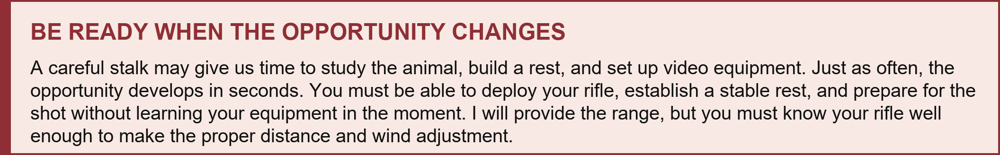 BE READY WHEN THE OPPORTUNITY CHANGES
A careful stalk may give us time to study the animal, build a rest, and set up video equipment. Just as often, the
opportunity develops in seconds. You must be able to deploy your rifle, establish a stable rest, and prepare for the
shot without learning your equipment in the moment. I will provide the range, but you must know your rifle well
enough to make the proper distance and wind adjustment.